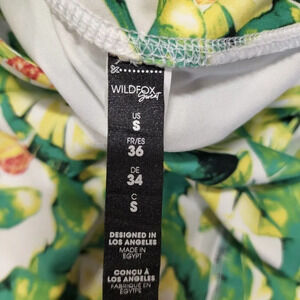 WILDFOX
Swim
US
S
FR/ES
36
DE
34
C
S
DESIGNED IN
LOS ANGELES
MADE IN
EGYPT
CONÇU À
LOS ANGELES
FABRIQUÉ EN
ÉGYPTE